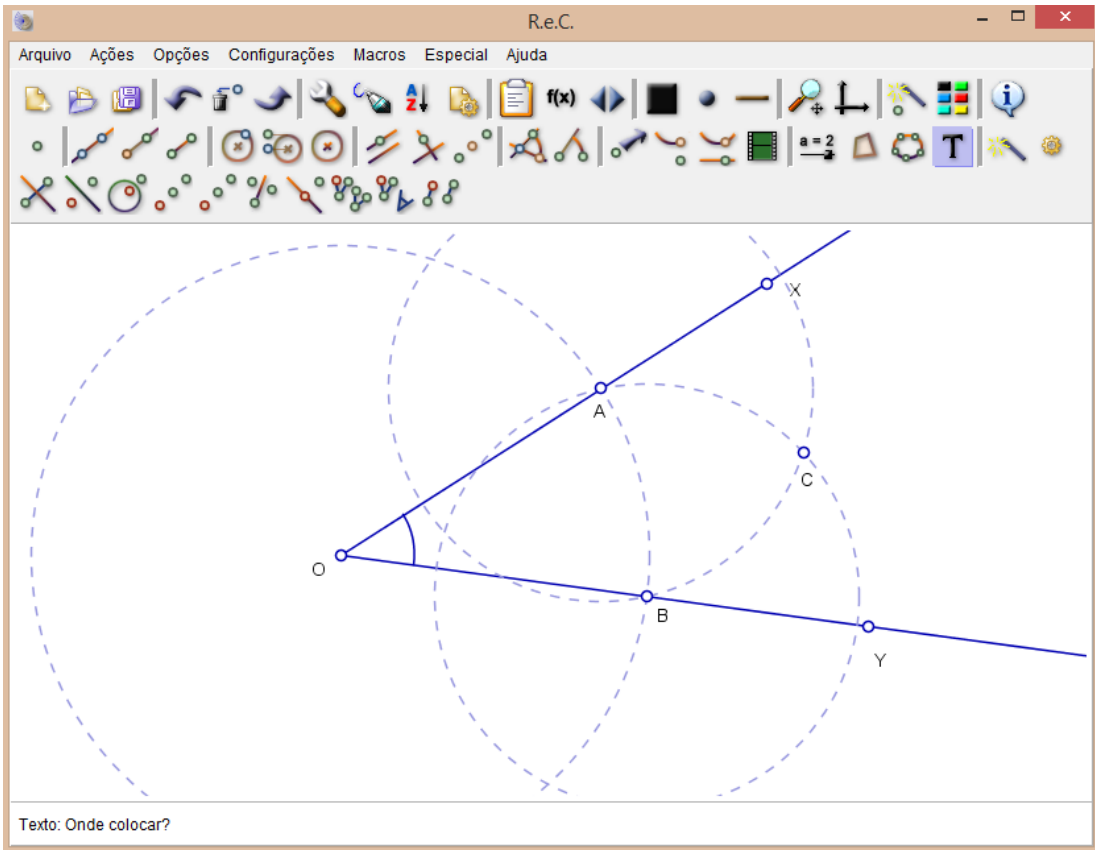 R.e.C.
Arquivo Ações Opções Configurações Macros Especial Ajuda
A
Z
f(x)
a = 2
T
X
A
C
O
B
Y
Texto: Onde colocar?